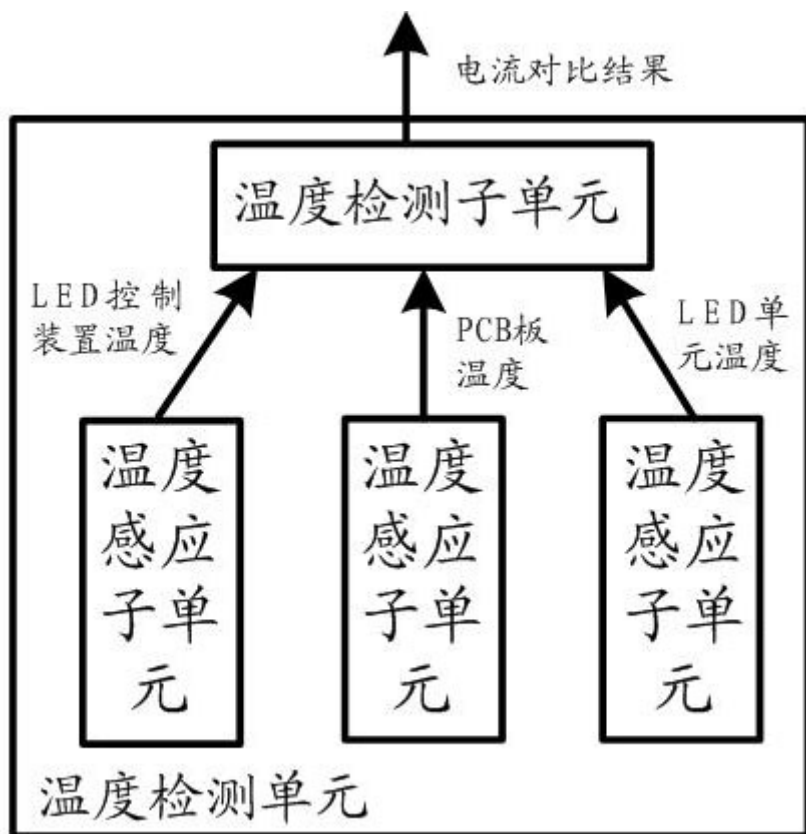 电流对比结果
温度检测子单元
LED控制
装置温度
PCB板
温度
LED单
元温度
温度
感应
子单
元
温度
感应
子单
元
温度
感应
子单
元
温度检测单元